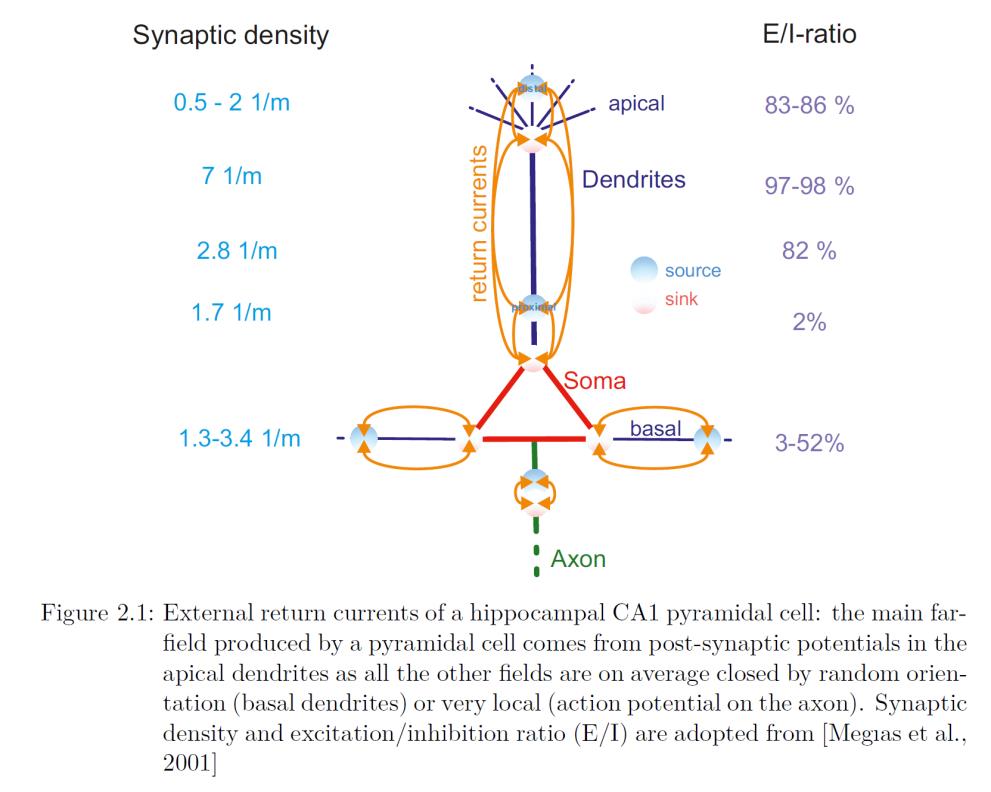 Synaptic density
E/I-ratio
0.5 - 2 1/m
distal
apical
83-86 %
7 1/m
return currents
Dendrites
97-98 %
2.8 1/m
82 %
source
sink
1.7 1/m
proximal
2%
Soma
1.3-3.4 1/m
basal
3-52%
Axon
Figure 2.1: External return currents of a hippocampal CA1 pyramidal cell: the main far-
field produced by a pyramidal cell comes from post-synaptic potentials in the
apical dendrites as all the other fields are on average closed by random orien-
tation (basal dendrites) or very local (action potential on the axon). Synaptic
density and excitation/inhibition ratio (E/I) are adopted from [Megıas et al.,
2001]